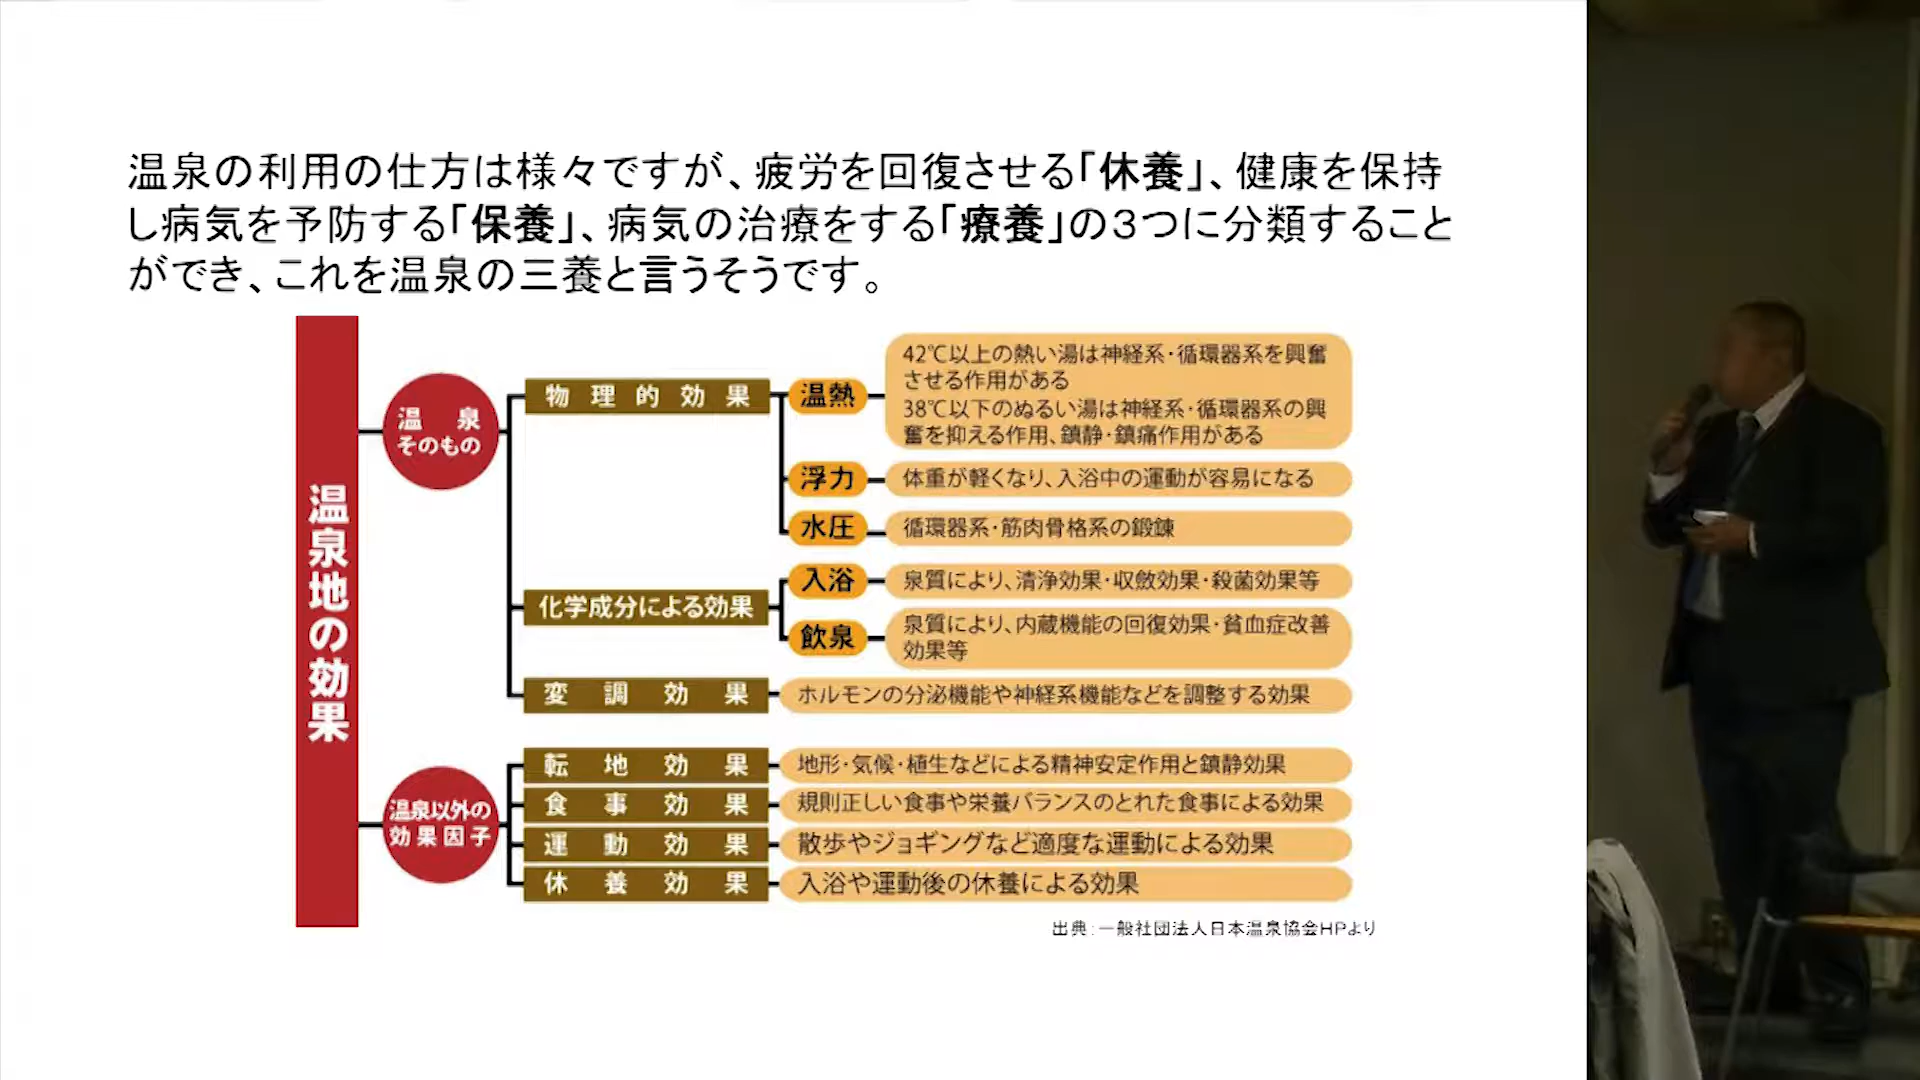 温泉の利用の仕方は様々ですが、疲労を回復させる「休養」、健康を保持
し病気を予防する「保養」、病気の治療をする「療養」の３つに分類すること
ができ、これを温泉の三養と言うそうです。
温泉地の効果
温泉
そのもの
物理的効果
温熱
42℃以上の熱い湯は神経系・循環器系を興奮
させる作用がある
38℃以下のぬるい湯は神経系・循環器系の興
奮を抑える作用、鎮静・鎮痛作用がある
浮力
体重が軽くなり、入浴中の運動が容易になる
水圧
循環器系・筋肉骨格系の鍛錬
化学成分による効果
入浴
泉質により、清浄効果・収斂効果・殺菌効果等
飲泉
泉質により、内蔵機能の回復効果・貧血症改善
効果等
変調効果
ホルモンの分泌機能や神経系機能などを調整する効果
温泉以外の
効果因子
転地効果
地形・気候・植生などによる精神安定作用と鎮静効果
食事効果
規則正しい食事や栄養バランスのとれた食事による効果
運動効果
散歩やジョギングなど適度な運動による効果
休養効果
入浴や運動後の休養による効果
出典：一般社団法人日本温泉協会ＨＰより